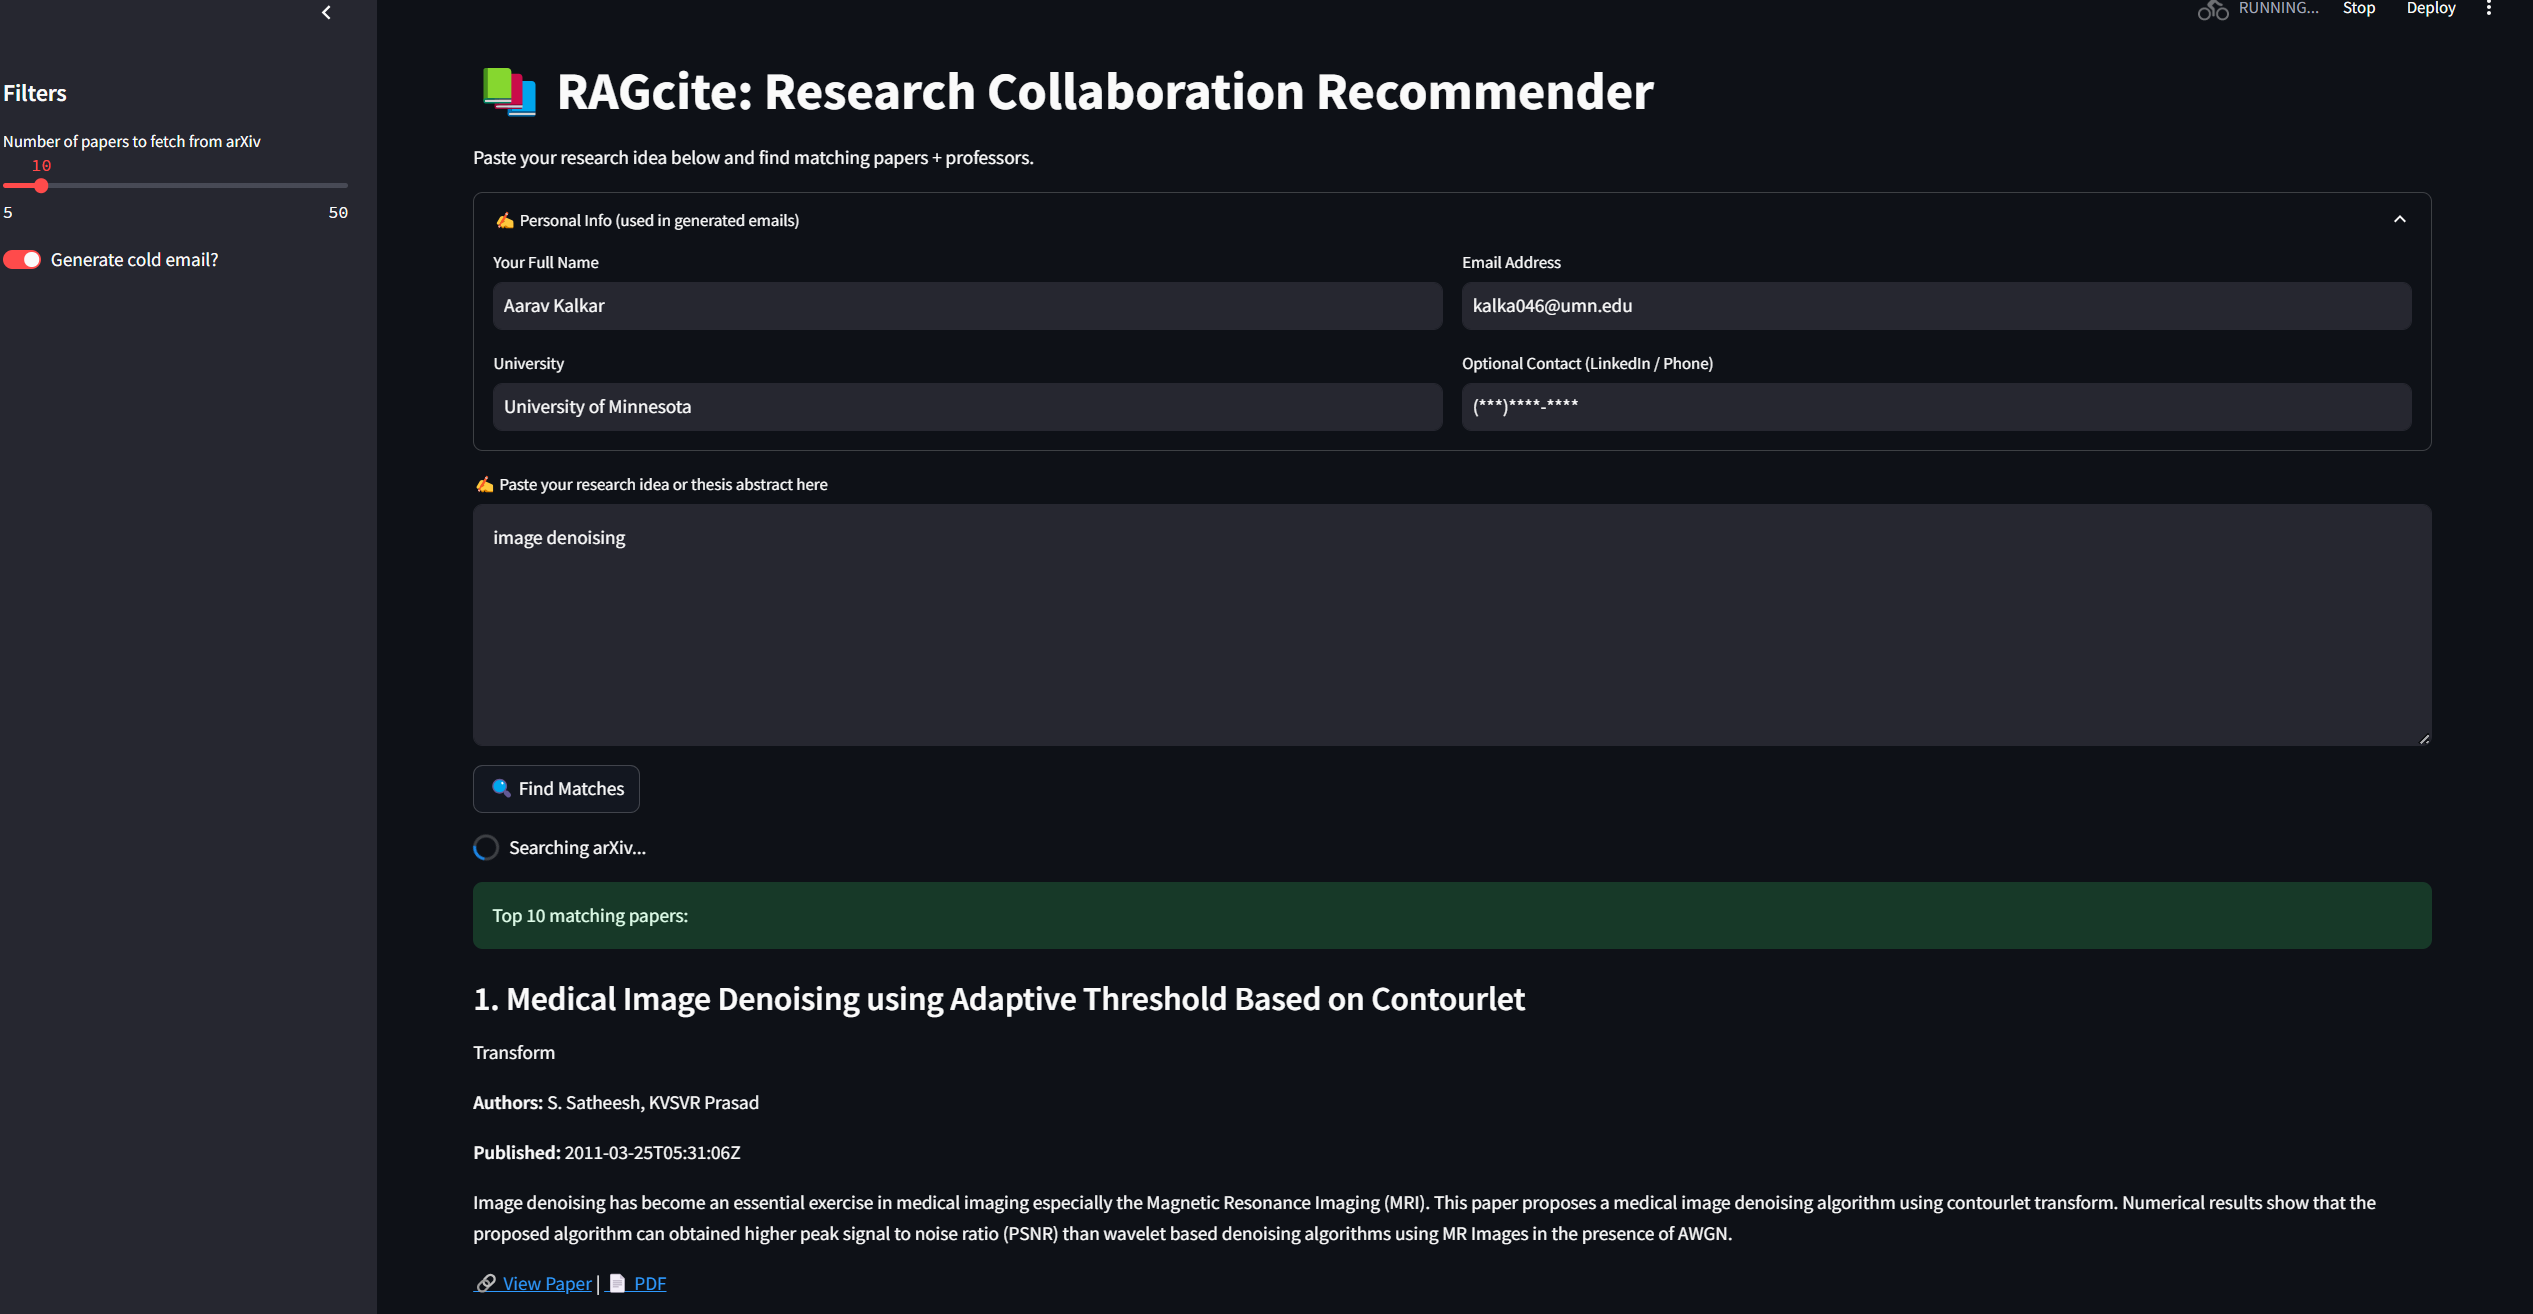 RUNNING...
Stop
Deploy
Filters
Number of papers to fetch from arXiv
10
5
50
Generate cold email?
RAGcite: Research Collaboration Recommender
Paste your research idea below and find matching papers + professors.
Personal Info (used in generated emails)
Your Full Name
Aarav Kalkar
Email Address
kalka046@umn.edu
University
University of Minnesota
Optional Contact (LinkedIn / Phone)
(***)****-****
Paste your research idea or thesis abstract here
image denoising
Find Matches
Searching arXiv...
Top 10 matching papers:
1. Medical Image Denoising using Adaptive Threshold Based on Contourlet
Transform
Authors: S. Satheesh, KVSVR Prasad
Published: 2011-03-25T05:31:06Z
Image denoising has become an essential exercise in medical imaging especially the Magnetic Resonance Imaging (MRI). This paper proposes a medical image denoising algorithm using contourlet transform. Numerical results show that the
proposed algorithm can obtained higher peak signal to noise ratio (PSNR) than wavelet based denoising algorithms using MR Images in the presence of AWGN.
View Paper | PDF